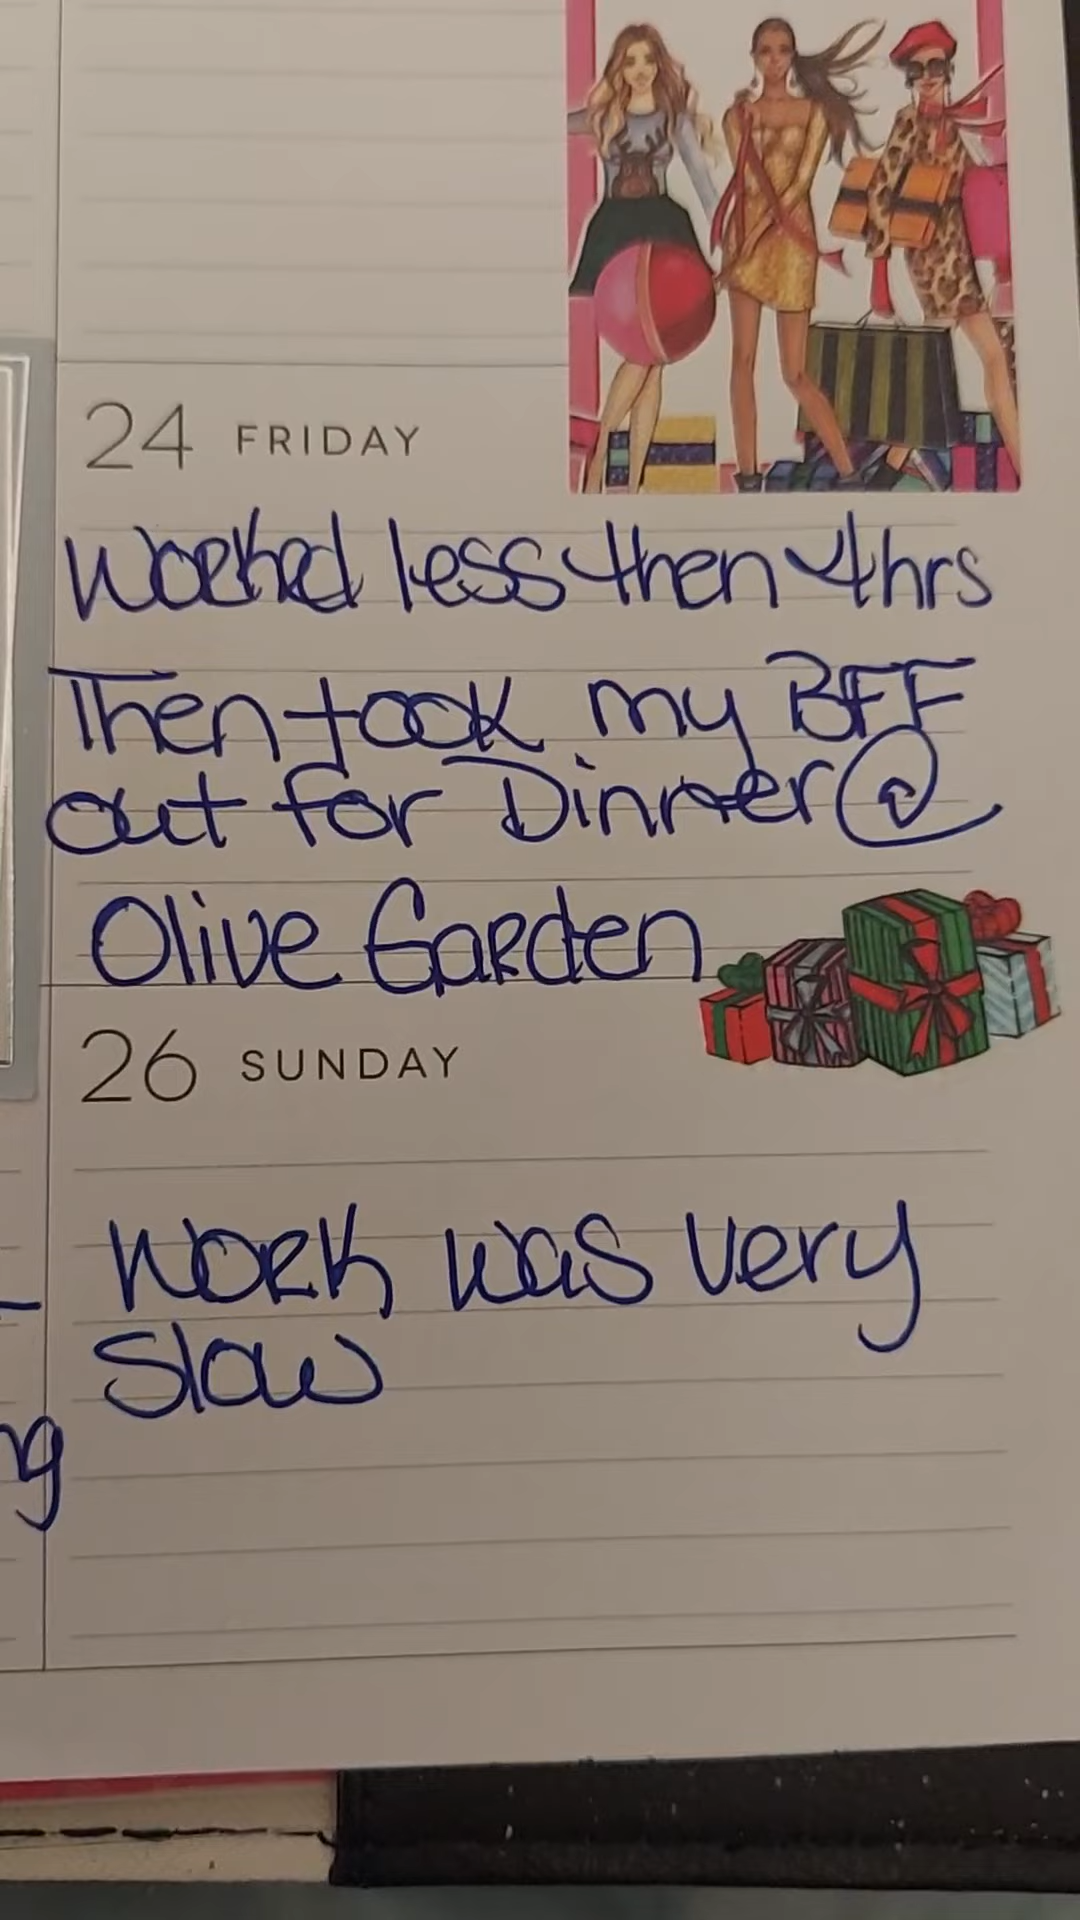 24 FRIDAY
Worked less then 4hrs
Then took my BFF
out for Dinner @
Olive Garden
26 SUNDAY
Work was very
slow
ng